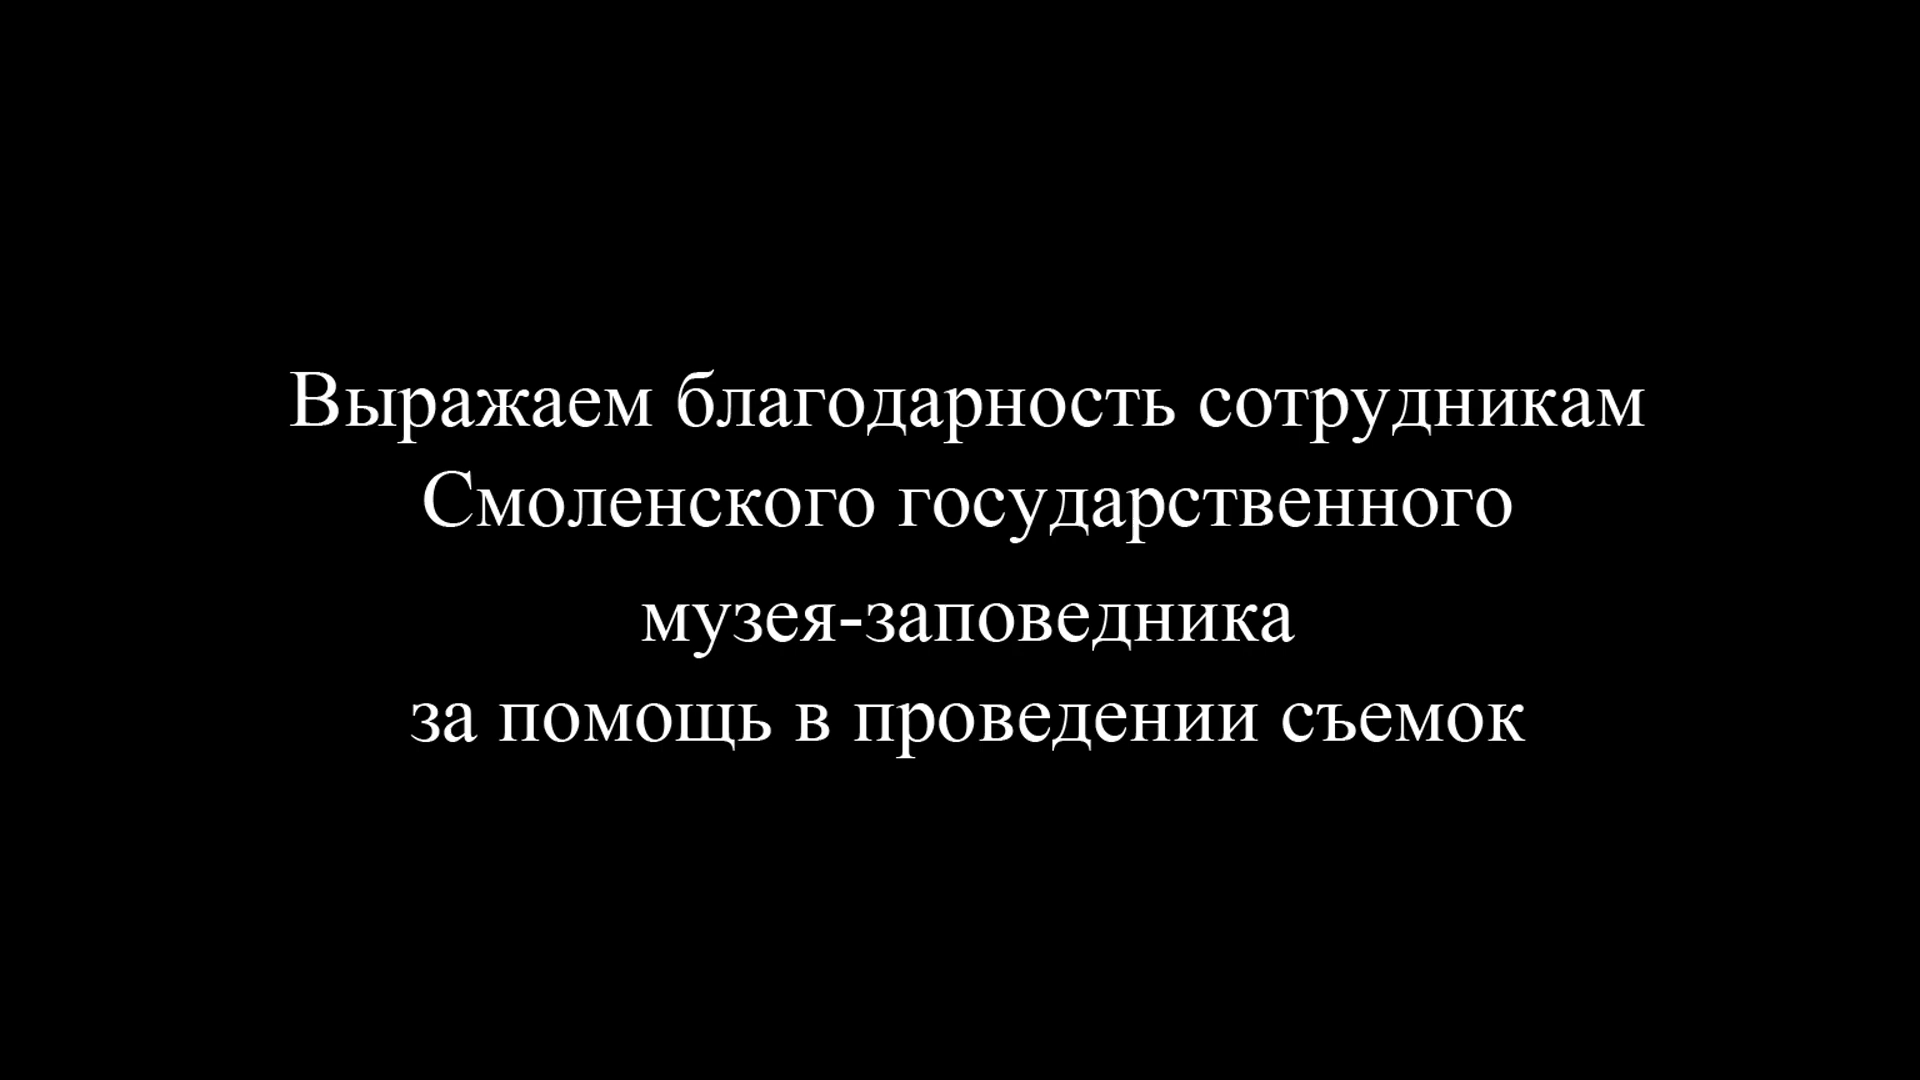 Выражаем благодарность сотрудникам
Смоленского государственного
музея-заповедника
за помощь в проведении съемок